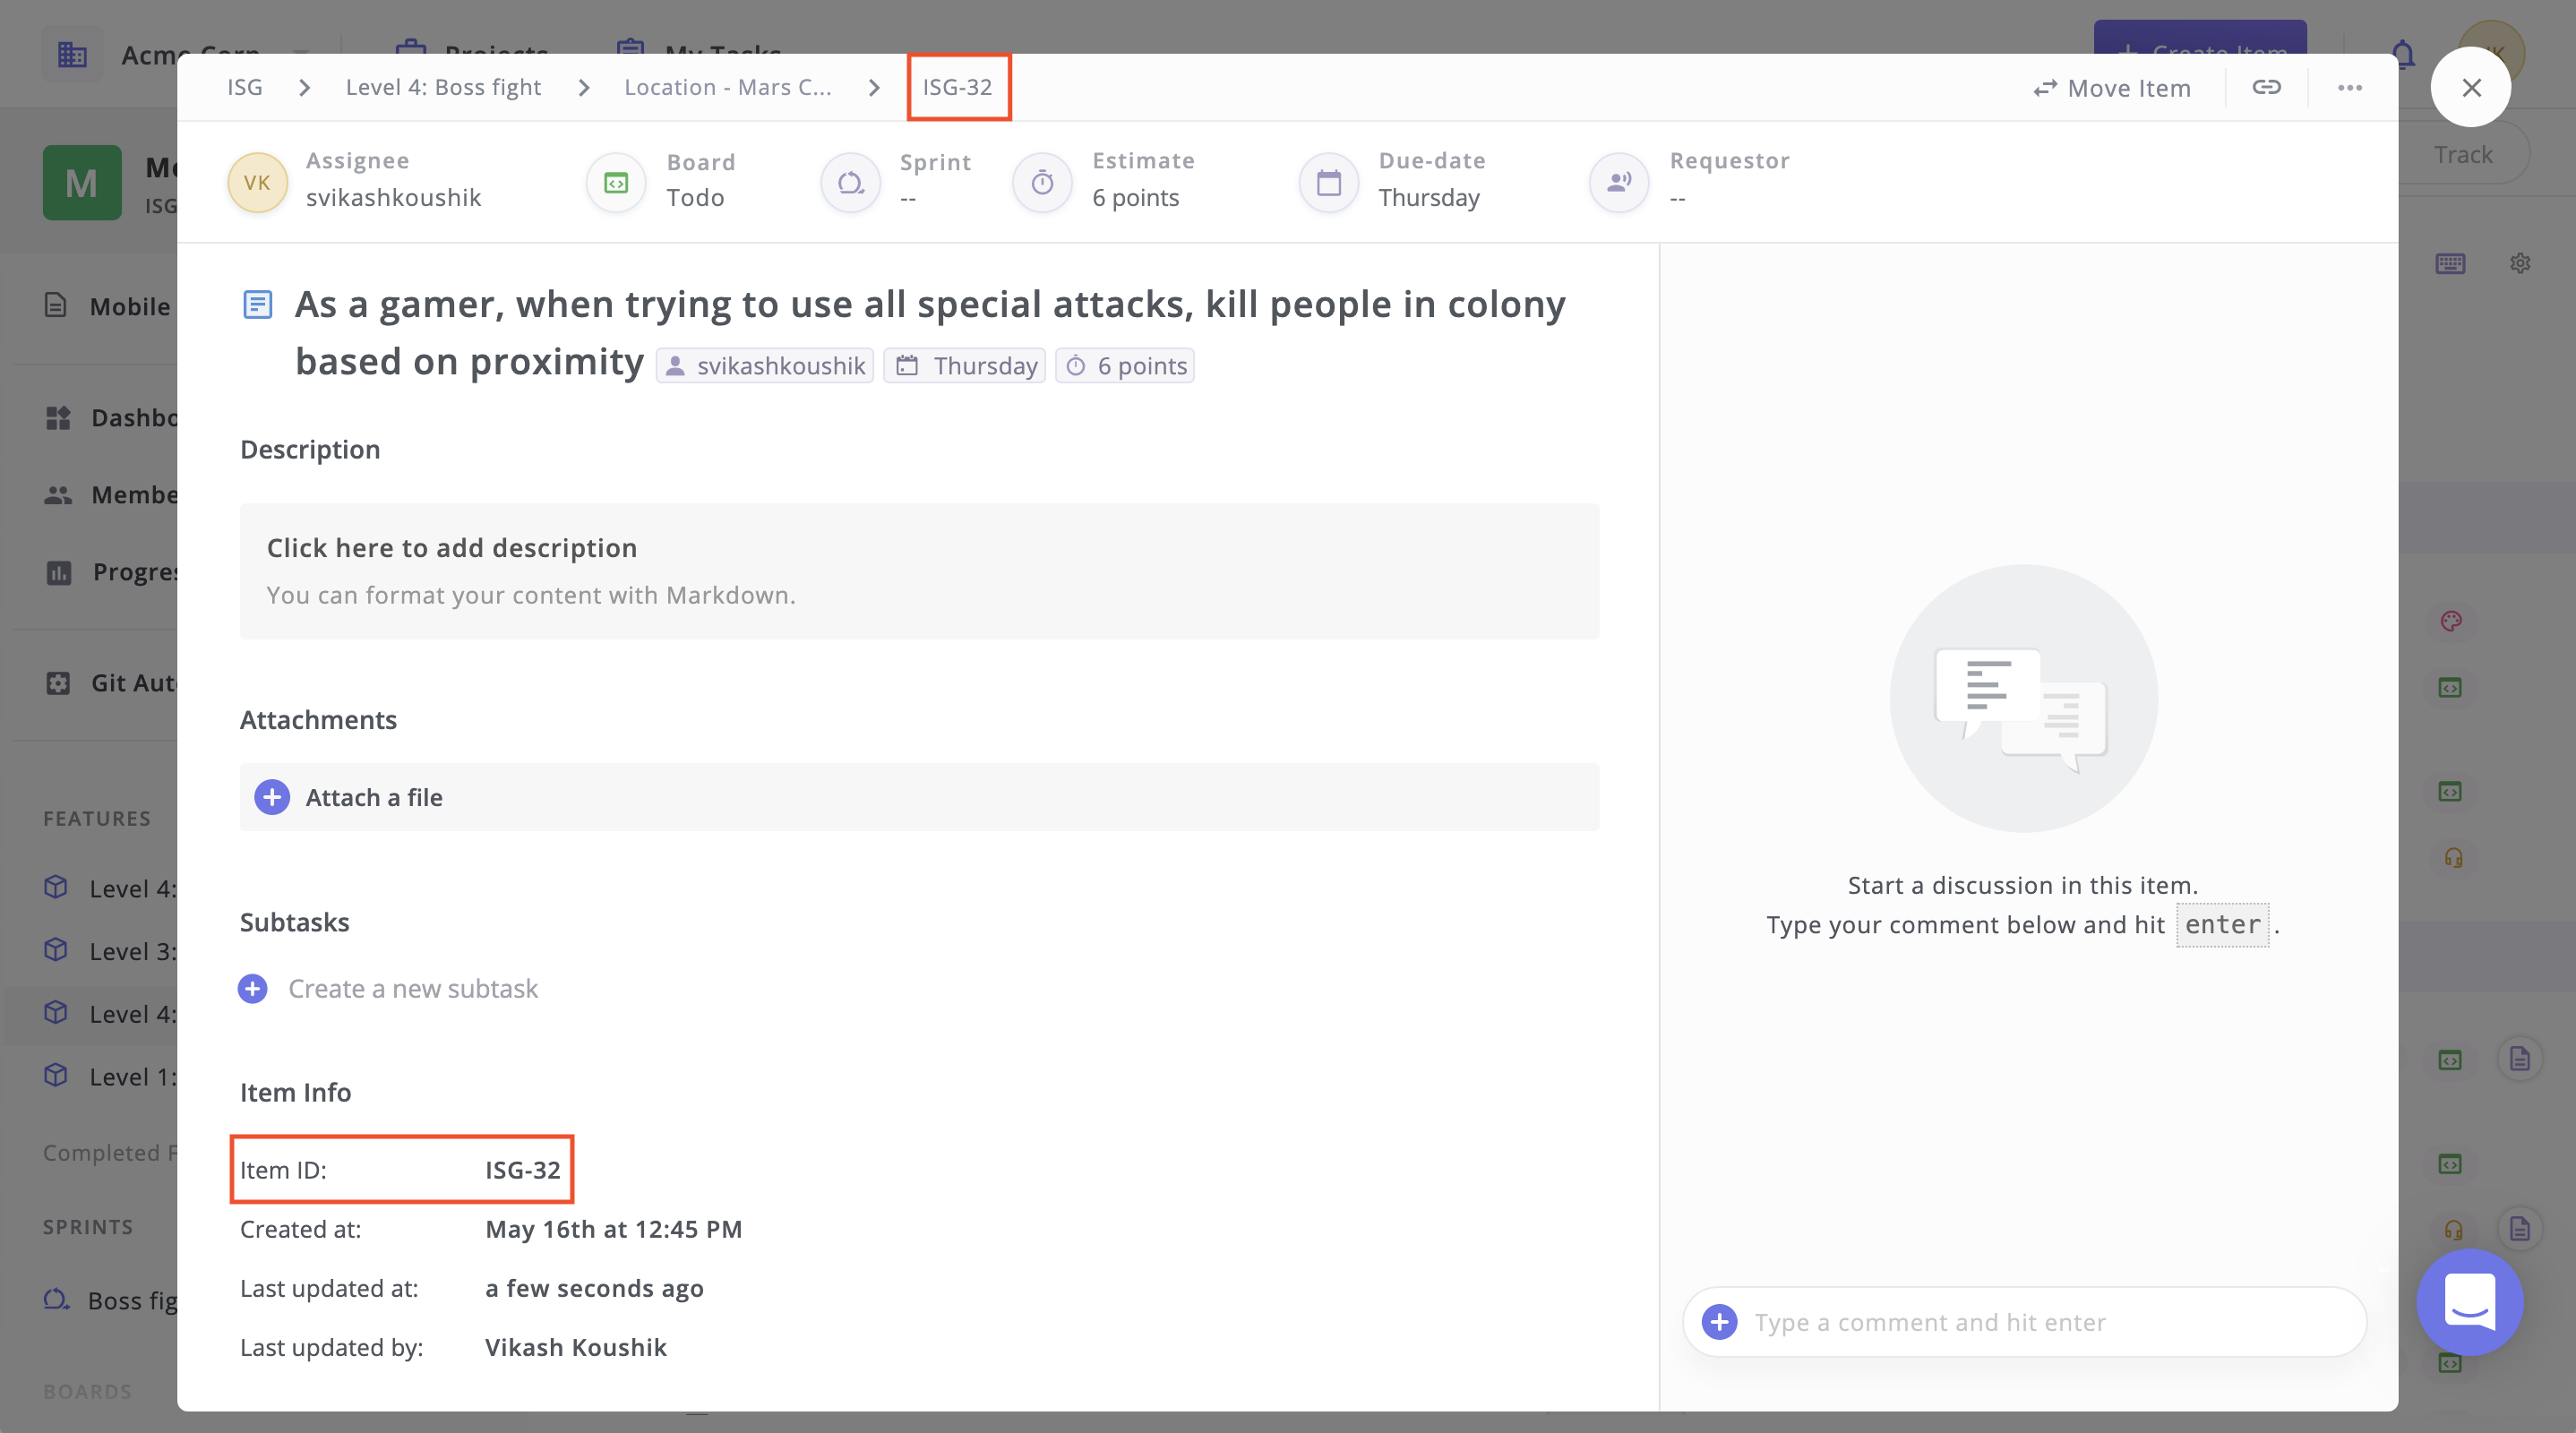 Acme Corp
Projects
My Tasks
+ Create Item
VK
ISG > Level 4: Boss fight > Location - Mars C... > ISG-32
Move Item
M
ISG
Track
VK
Assignee
svikashkoushik
Board
Todo
Sprint
--
Estimate
6 points
Due-date
Thursday
Requestor
--
Mobile
Dashbo
Membe
Progres
Git Aut
FEATURES
Level 4:
Level 3:
Level 4:
Level 1:
Completed F
SPRINTS
Boss fig
BOARDS
As a gamer, when trying to use all special attacks, kill people in colony
based on proximity svikashkoushik Thursday 6 points
Description
Click here to add description
You can format your content with Markdown.
Attachments
Attach a file
Subtasks
Create a new subtask
Item Info
Item ID: ISG-32
Created at: May 16th at 12:45 PM
Last updated at: a few seconds ago
Last updated by: Vikash Koushik
Start a discussion in this item.
Type your comment below and hit enter .
Type a comment and hit enter